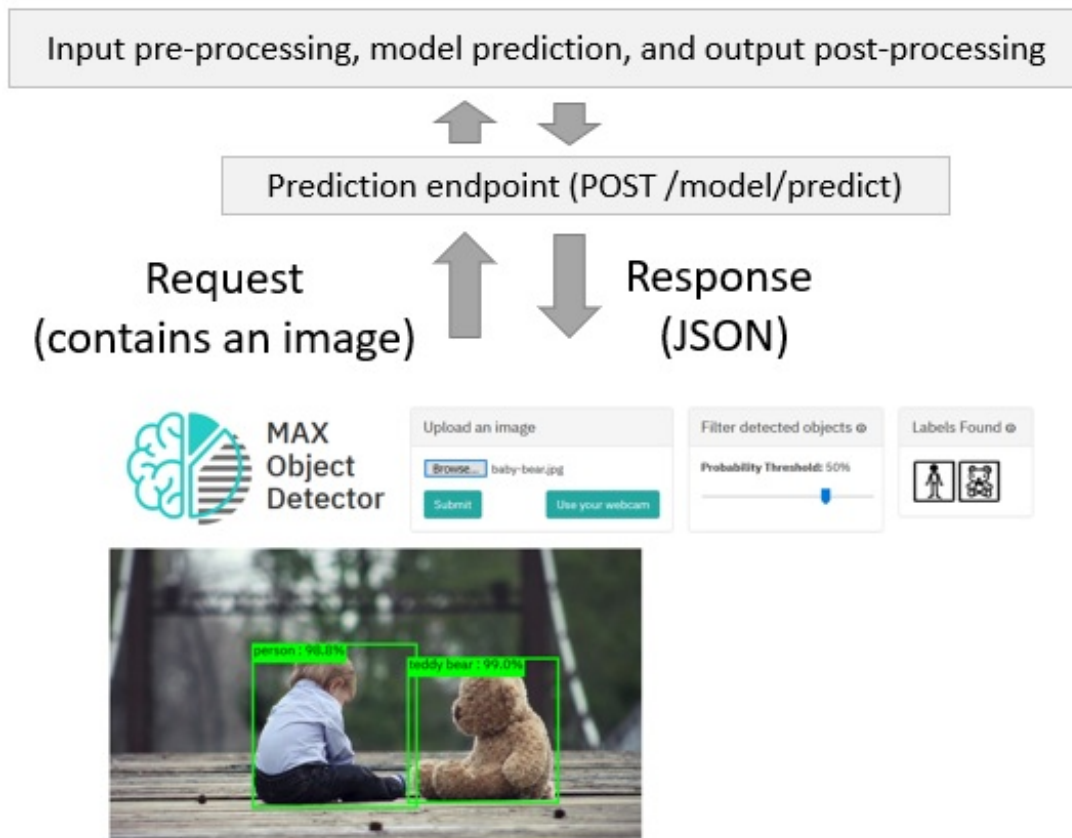 Input pre-processing, model prediction, and output post-processing
Prediction endpoint (POST /model/predict)
Request
(contains an image)
Response
(JSON)
MAX
Object
Detector
Upload an image
Browse... baby-bear.jpg
Submit
Use your webcam
Filter detected objects
Probability Threshold: 50%
Labels Found
person : 98.8%
teddy bear : 99.0%